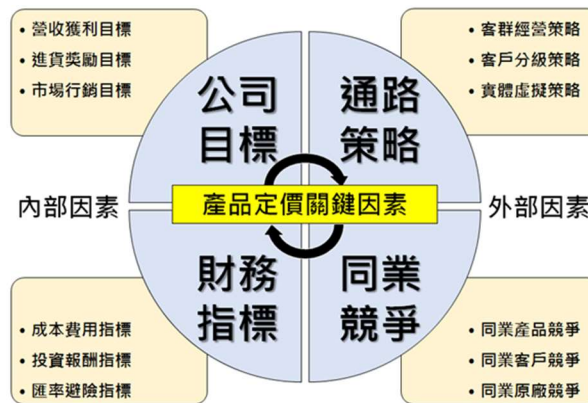 • 營收獲利目標
• 進貨獎勵目標
• 市場行銷目標
• 客群經營策略
• 客戶分級策略
• 實體虛擬策略
公司
目標
通路
策略
內部因素
產品定價關鍵因素
外部因素
財務
指標
同業
競爭
• 成本費用指標
• 投資報酬指標
• 匯率避險指標
• 同業產品競爭
• 同業客戶競爭
• 同業原廠競爭